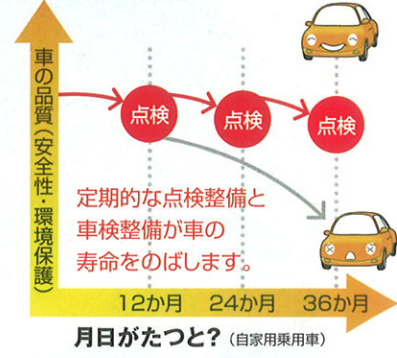 車の品質（安全性・環境保護）
点検
点検
点検
定期的な点検整備と
車検整備が車の
寿命をのばします。
12か月 24か月 36か月
月日がたつと？（自家用乗用車）